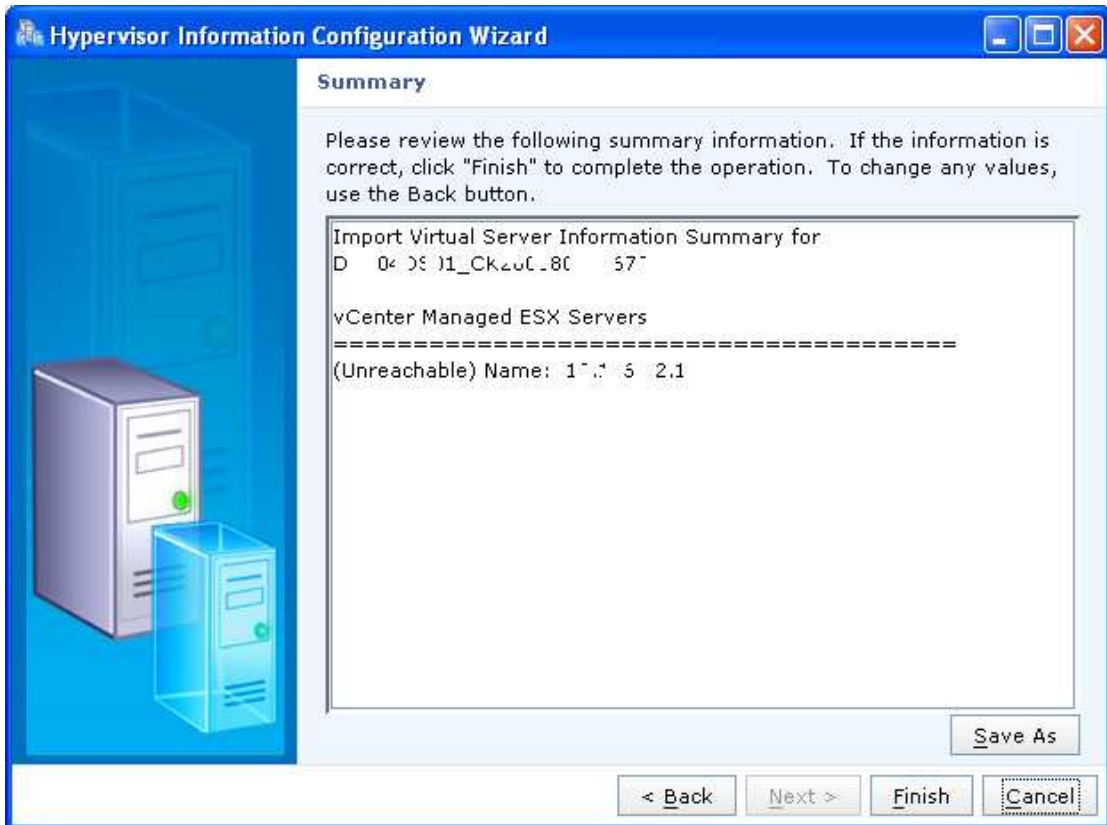 Hypervisor Information Configuration Wizard
Summary
Please review the following summary information. If the information is
correct, click "Finish" to complete the operation. To change any values,
use the Back button.
Import Virtual Server Information Summary for
vCenter Managed ESX Servers
=======================================
(Unreachable) Name:
Save As
< Back
Next >
Finish
Cancel